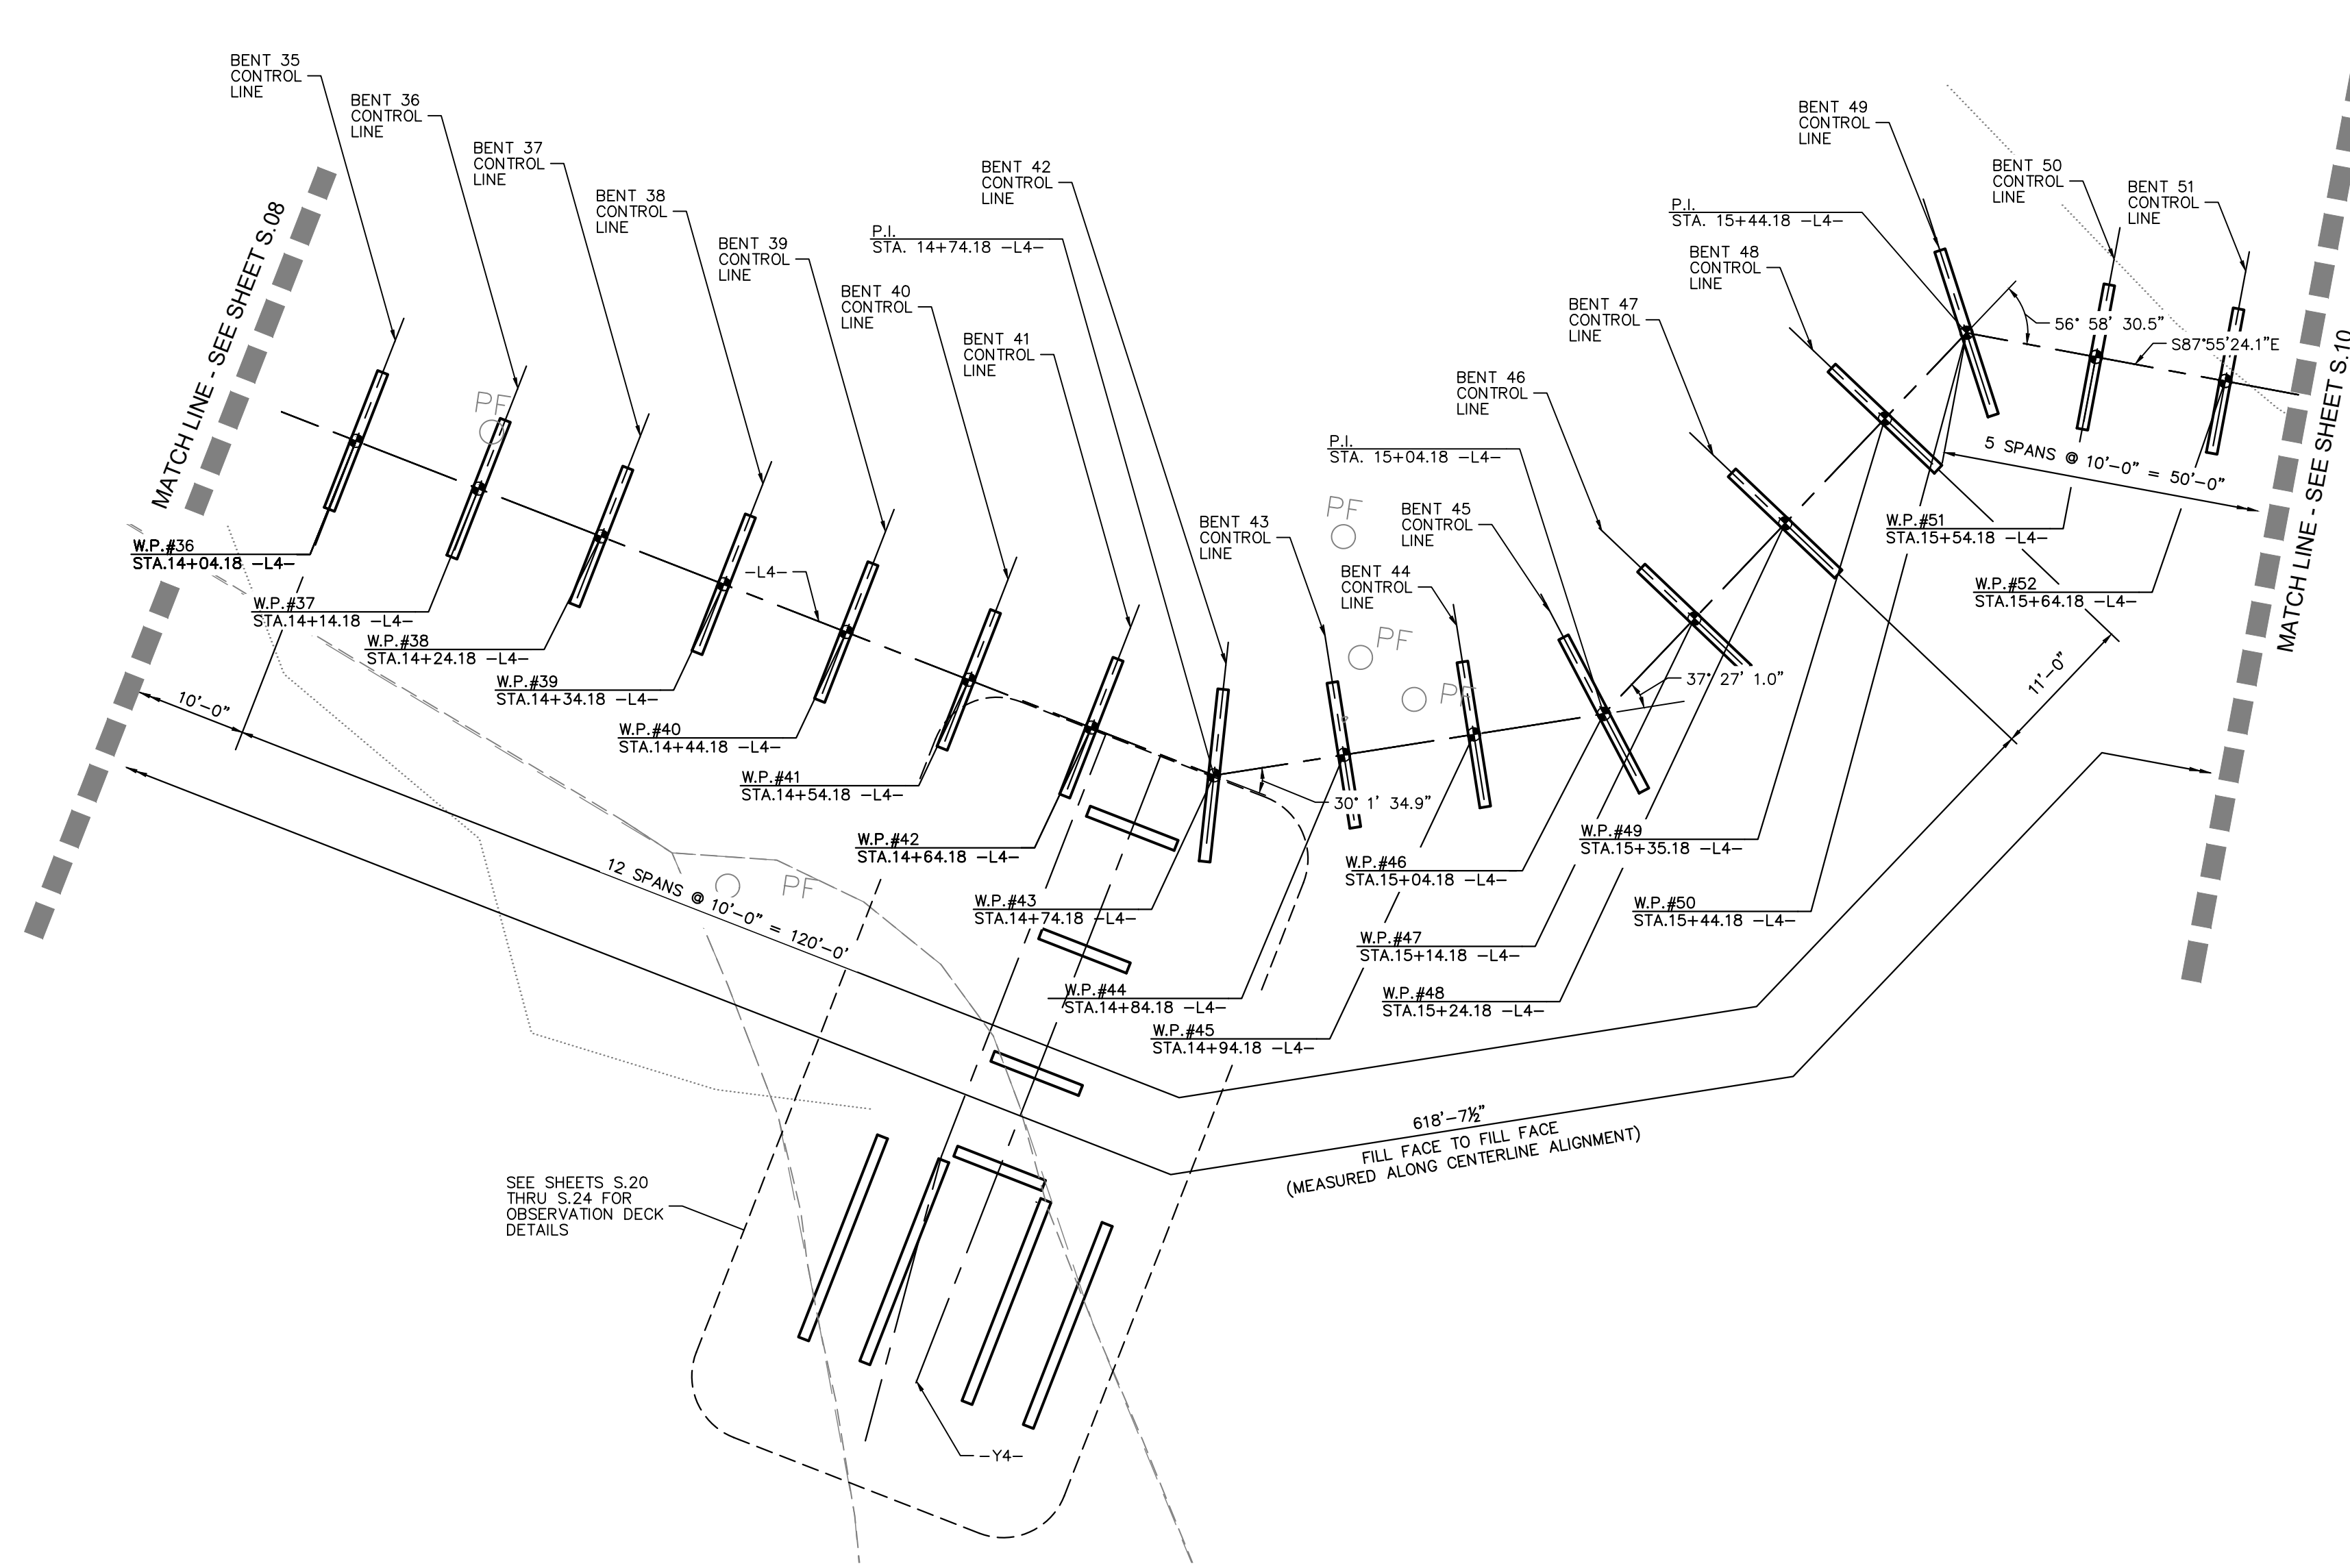 BENT 35
CONTROL
LINE
BENT 36
CONTROL
LINE
BENT 37
CONTROL
LINE
BENT 38
CONTROL
LINE
BENT 39
CONTROL
LINE
BENT 40
CONTROL
LINE
BENT 41
CONTROL
LINE
BENT 42
CONTROL
LINE
P.I.
STA. 14+74.18 -L4-
BENT 43
CONTROL
LINE
BENT 44
CONTROL
LINE
BENT 45
CONTROL
LINE
P.I.
STA. 15+04.18 -L4-
BENT 46
CONTROL
LINE
BENT 47
CONTROL
LINE
BENT 48
CONTROL
LINE
P.I.
STA. 15+44.18 -L4-
BENT 49
CONTROL
LINE
BENT 50
CONTROL
LINE
BENT 51
CONTROL
LINE
MATCH LINE - SEE SHEET S.08
MATCH LINE - SEE SHEET S.10
PF
PF
PF
PF
PF
-L4-
56° 58' 30.5"
S87°55'24.1"E
5 SPANS @ 10'-0" = 50'-0"
37° 27' 1.0"
30° 1' 34.9"
11'-0"
10'-0"
12 SPANS @ 10'-0" = 120'-0'
W.P.#36
STA.14+04.18 -L4-
W.P.#37
STA.14+14.18 -L4-
W.P.#38
STA.14+24.18 -L4-
W.P.#39
STA.14+34.18 -L4-
W.P.#40
STA.14+44.18 -L4-
W.P.#41
STA.14+54.18 -L4-
W.P.#42
STA.14+64.18 -L4-
W.P.#43
STA.14+74.18 -L4-
W.P.#44
STA.14+84.18 -L4-
W.P.#45
STA.14+94.18 -L4-
W.P.#46
STA.15+04.18 -L4-
W.P.#47
STA.15+14.18 -L4-
W.P.#48
STA.15+24.18 -L4-
W.P.#49
STA.15+35.18 -L4-
W.P.#50
STA.15+44.18 -L4-
W.P.#51
STA.15+54.18 -L4-
W.P.#52
STA.15+64.18 -L4-
618'-7½"
FILL FACE TO FILL FACE
(MEASURED ALONG CENTERLINE ALIGNMENT)
SEE SHEETS S.20
THRU S.24 FOR
OBSERVATION DECK
DETAILS
-Y4-